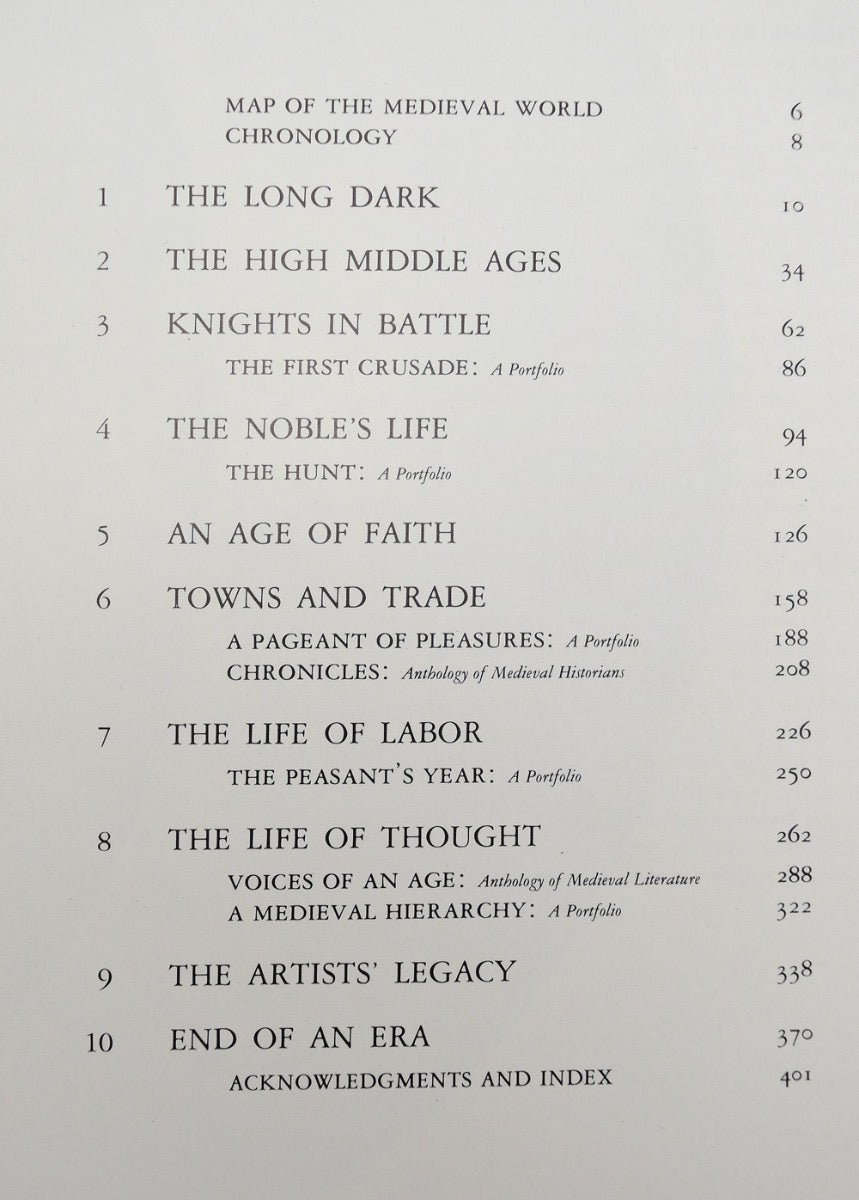 MAP OF THE MEDIEVAL WORLD 6
CHRONOLOGY 8
1 THE LONG DARK 10
2 THE HIGH MIDDLE AGES 34
3 KNIGHTS IN BATTLE 62
THE FIRST CRUSADE: A Portfolio 86
4 THE NOBLE'S LIFE 94
THE HUNT: A Portfolio 120
5 AN AGE OF FAITH 126
6 TOWNS AND TRADE 158
A PAGEANT OF PLEASURES: A Portfolio 188
CHRONICLES: Anthology of Medieval Historians 208
7 THE LIFE OF LABOR 226
THE PEASANT'S YEAR: A Portfolio 250
8 THE LIFE OF THOUGHT 262
VOICES OF AN AGE: Anthology of Medieval Literature 288
A MEDIEVAL HIERARCHY: A Portfolio 322
9 THE ARTISTS' LEGACY 338
10 END OF AN ERA 370
ACKNOWLEDGMENTS AND INDEX 401